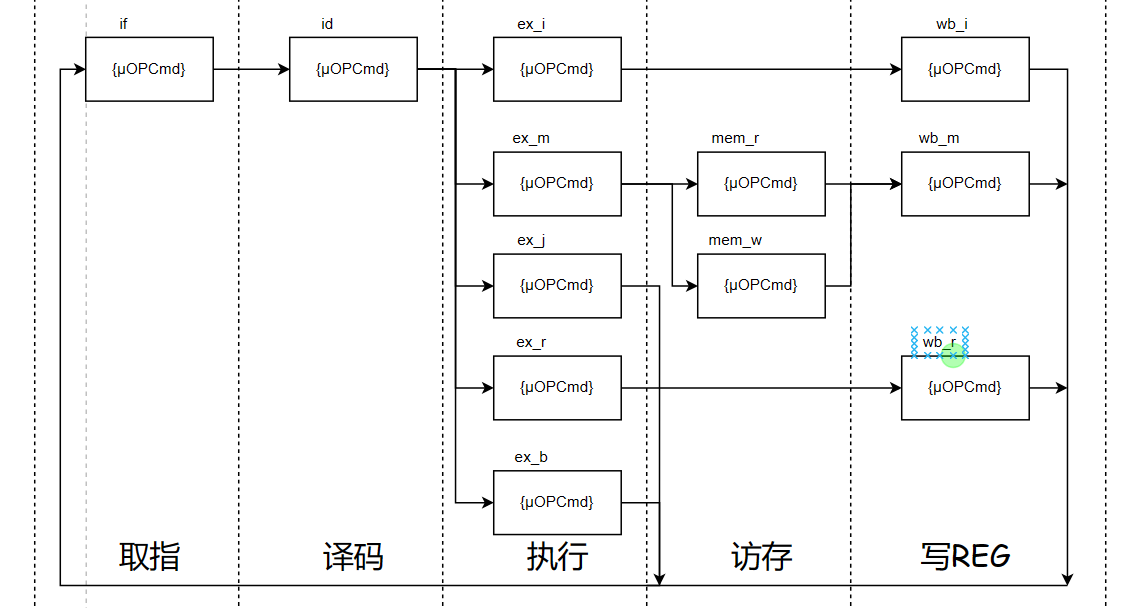 if
id
ex_i
wb_i
{μOPCmd}
{μOPCmd}
{μOPCmd}
{μOPCmd}
ex_m
mem_r
wb_m
{μOPCmd}
{μOPCmd}
{μOPCmd}
ex_j
mem_w
{μOPCmd}
{μOPCmd}
ex_r
wb_r
{μOPCmd}
{μOPCmd}
ex_b
{μOPCmd}
取指
译码
执行
访存
写REG